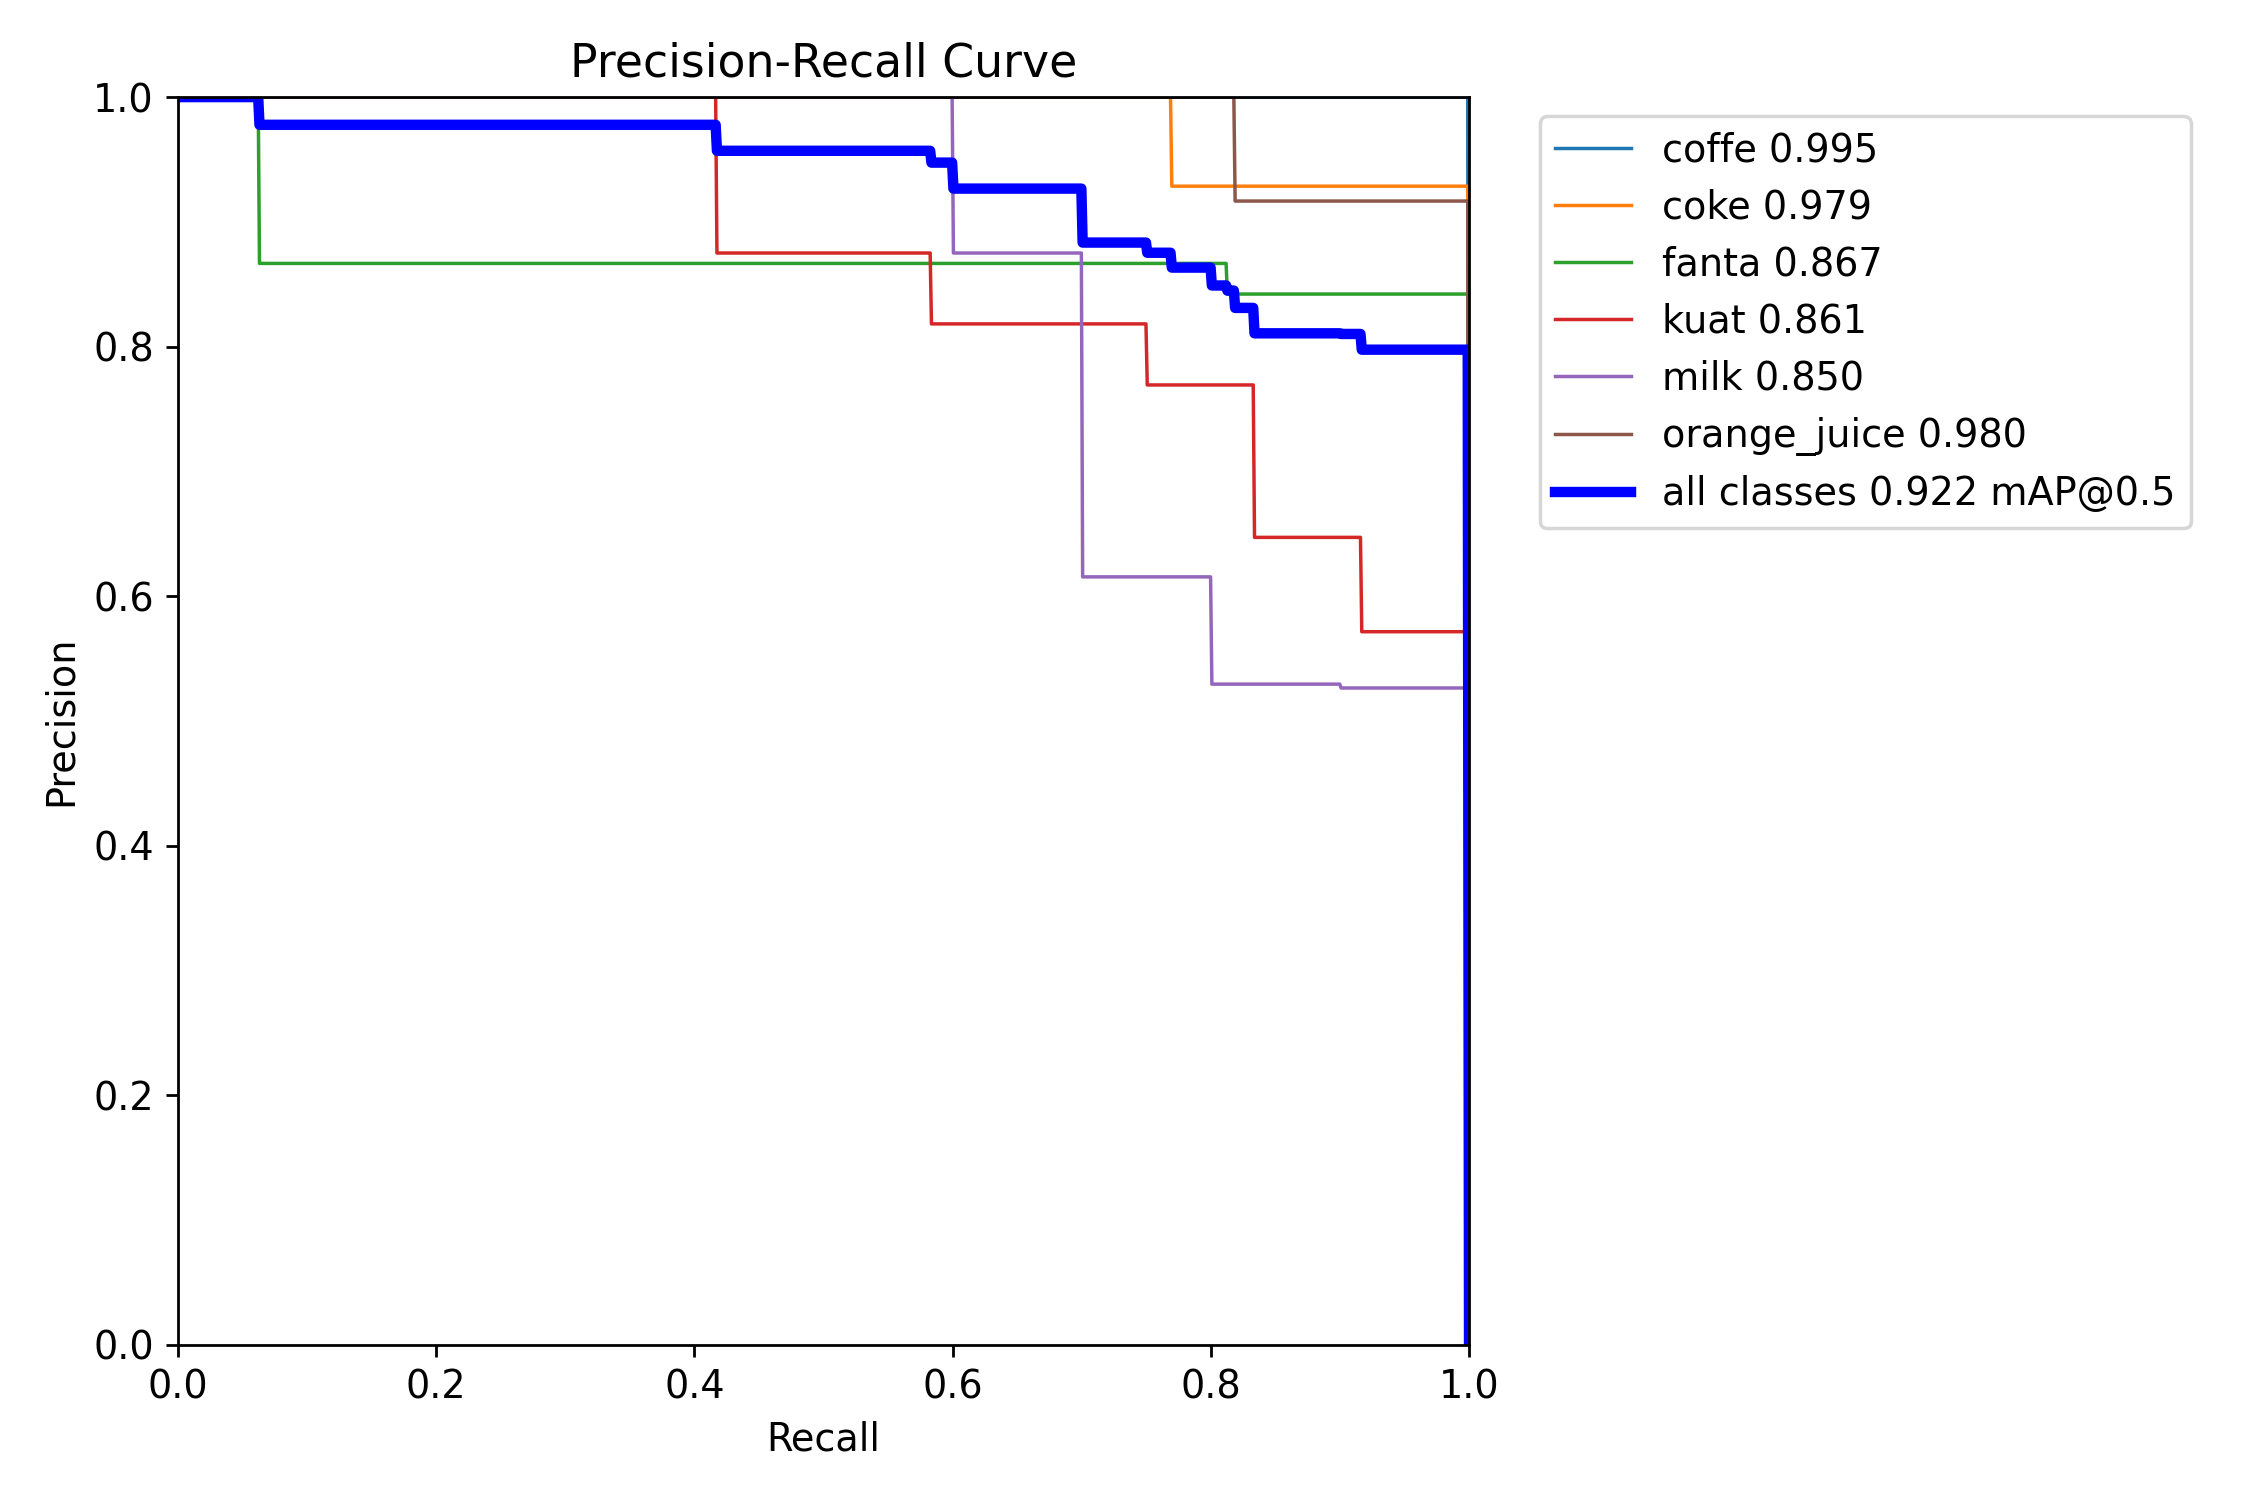 Precision-Recall Curve
1.0
0.8
0.6
0.4
0.2
0.0
Precision
0.0 0.2 0.4 0.6 0.8 1.0
Recall
coffe 0.995
coke 0.979
fanta 0.867
kuat 0.861
milk 0.850
orange_juice 0.980
all classes 0.922 mAP@0.5